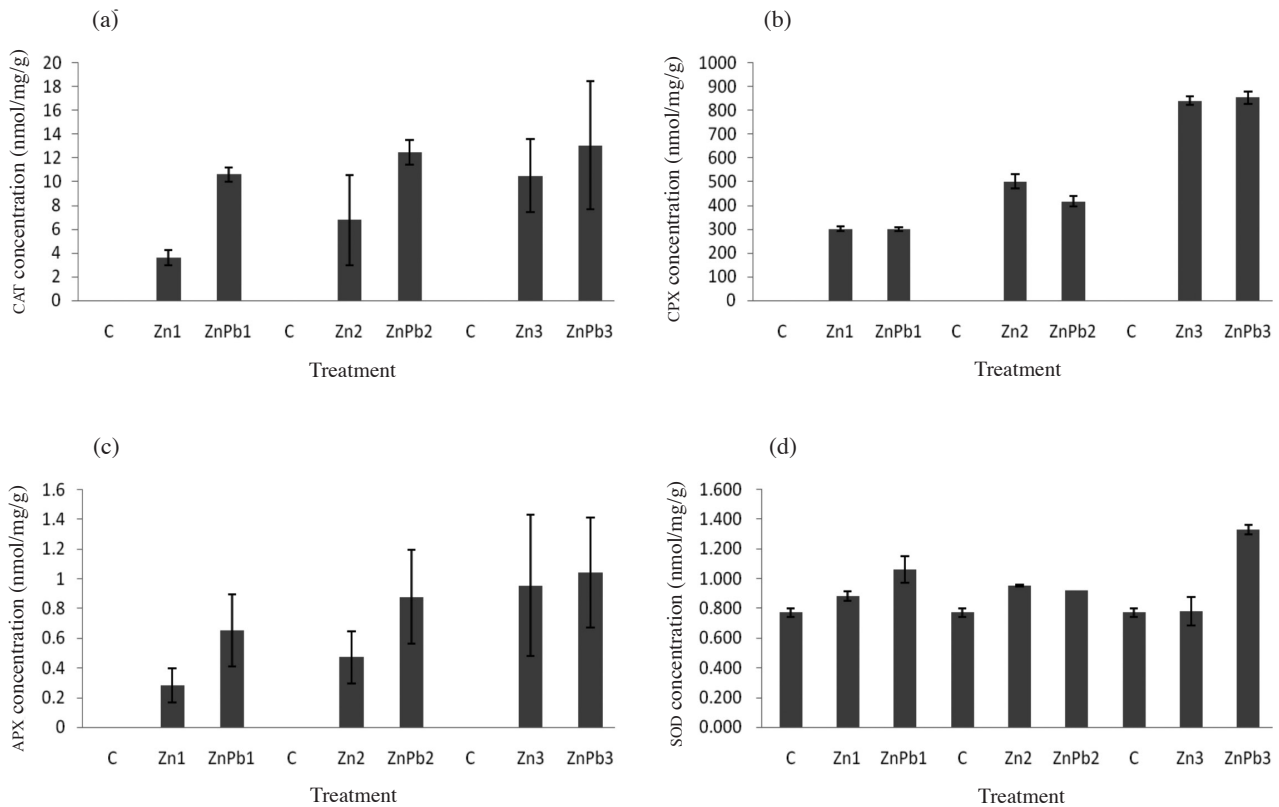 (a)
CAT concentration (nmol/mg/g)
20
18
16
14
12
10
8
6
4
2
0
C Zn1 ZnPb1 C Zn2 ZnPb2 C Zn3 ZnPb3
Treatment
(b)
CPX concentration (nmol/mg/g)
1000
900
800
700
600
500
400
300
200
100
0
C Zn1 ZnPb1 C Zn2 ZnPb2 C Zn3 ZnPb3
Treatment
(c)
APX concentration (nmol/mg/g)
1.6
1.4
1.2
1
0.8
0.6
0.4
0.2
0
C Zn1 ZnPb1 C Zn2 ZnPb2 C Zn3 ZnPb3
Treatment
(d)
SOD concentration (nmol/mg/g)
1.600
1.400
1.200
1.000
0.800
0.600
0.400
0.200
0.000
C Zn1 ZnPb1 C Zn2 ZnPb2 C Zn3 ZnPb3
Treatment